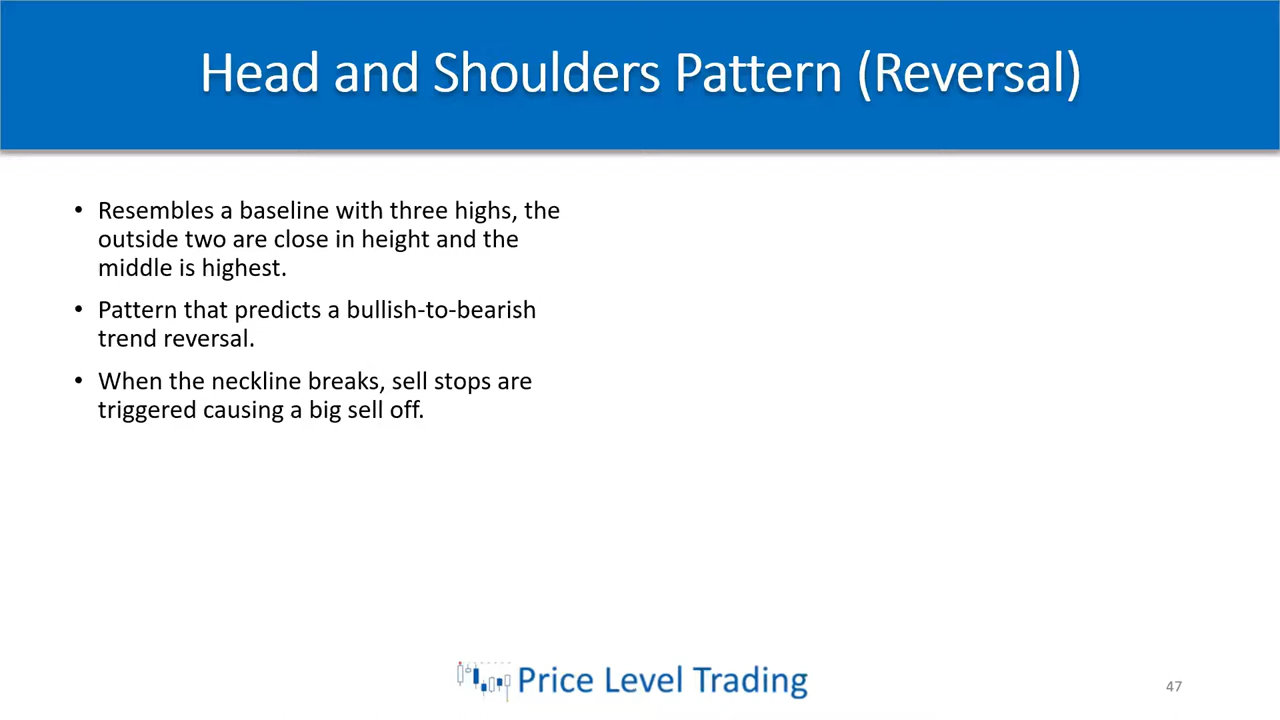 Head and Shoulders Pattern (Reversal)
• Resembles a baseline with three highs, the
outside two are close in height and the
middle is highest.
• Pattern that predicts a bullish-to-bearish
trend reversal.
• When the neckline breaks, sell stops are
triggered causing a big sell off.
Price Level Trading
47